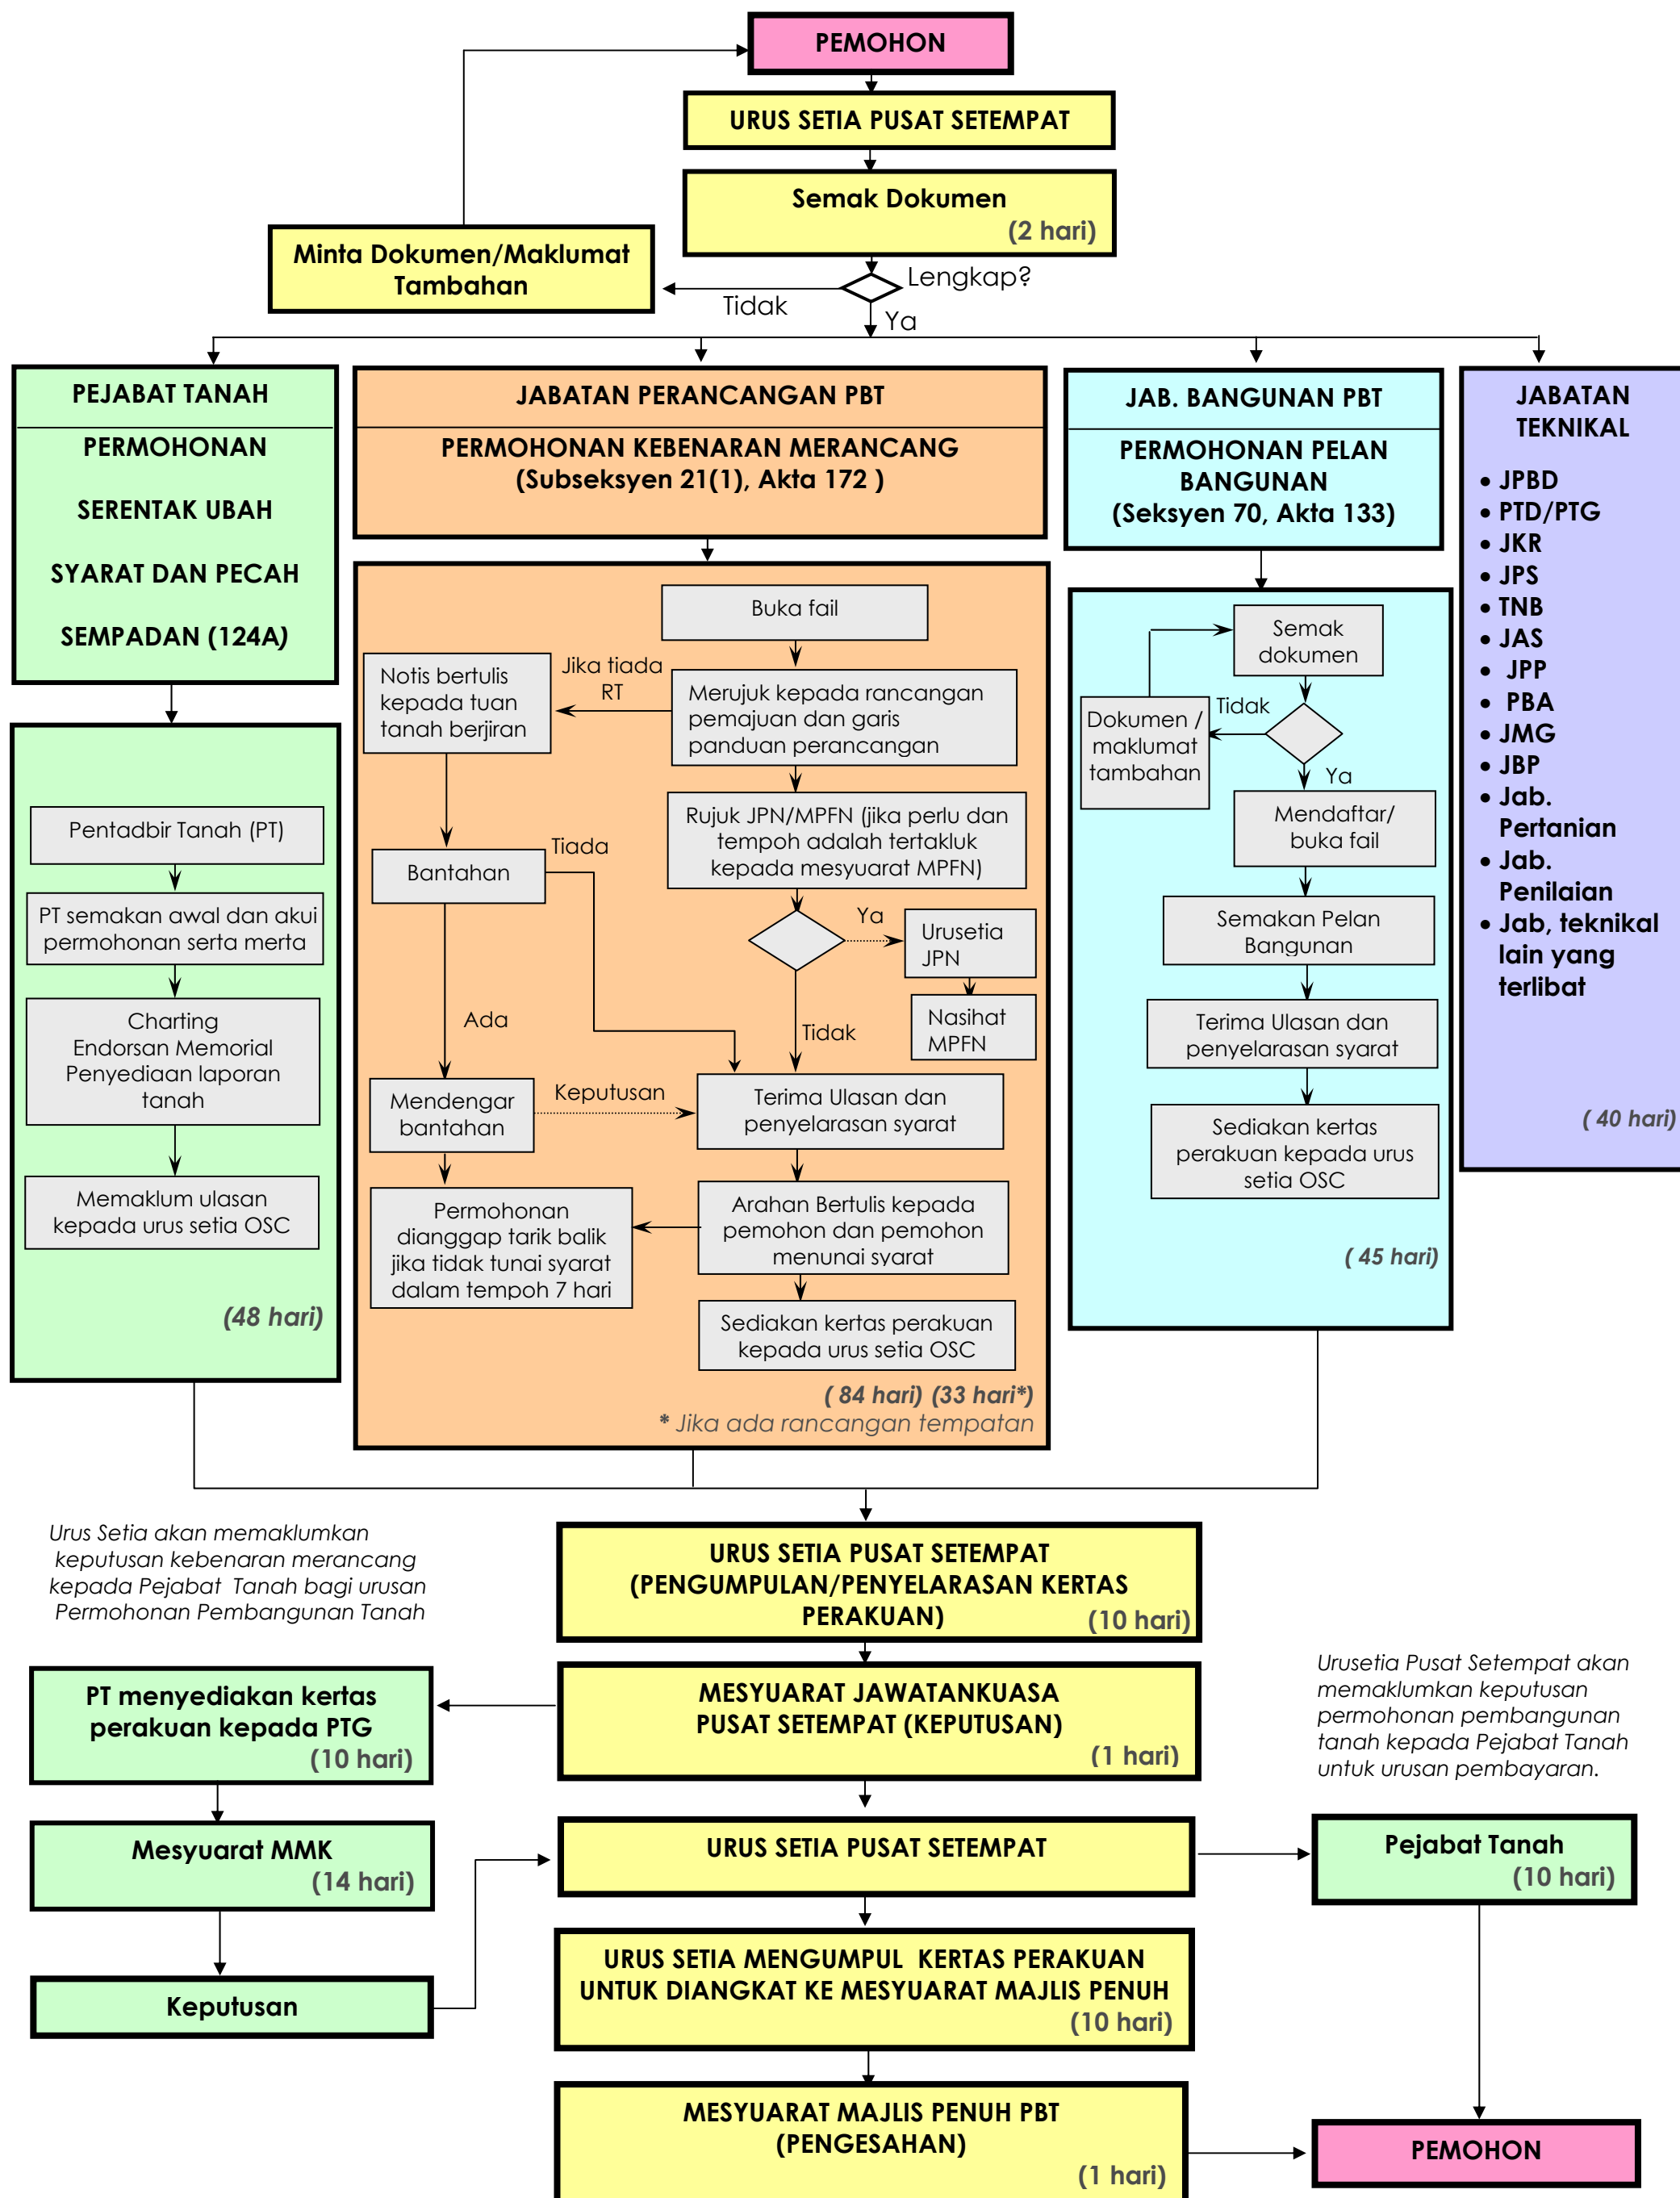 PEMOHON
URUS SETIA PUSAT SETEMPAT
Semak Dokumen
(2 hari)
Minta Dokumen/Maklumat
Tambahan
Lengkap?
Tidak
Ya
PEJABAT TANAH
PERMOHONAN
SERENTAK UBAH
SYARAT DAN PECAH
SEMPADAN (124A)
Pentadbir Tanah (PT)
PT semakan awal dan akui
permohonan serta merta
Charting
Endorsan Memorial
Penyediaan laporan
tanah
Memaklum ulasan
kepada urus setia OSC
(48 hari)
JABATAN PERANCANGAN PBT
PERMOHONAN KEBENARAN MERANCANG
(Subseksyen 21(1), Akta 172 )
Buka fail
Notis bertulis
kepada tuan
tanah berjiran
Jika tiada
RT
Merujuk kepada rancangan
pemajuan dan garis
panduan perancangan
Rujuk JPN/MPFN (jika perlu dan
tempoh adalah tertakluk
kepada mesyuarat MPFN)
Bantahan
Tiada
Ya
Urusetia
JPN
Nasihat
MPFN
Ada
Tidak
Mendengar
bantahan
Keputusan
Terima Ulasan dan
penyelarasan syarat
Permohonan
dianggap tarik balik
jika tidak tunai syarat
dalam tempoh 7 hari
Arahan Bertulis kepada
pemohon dan pemohon
menunai syarat
Sediakan kertas perakuan
kepada urus setia OSC
( 84 hari) (33 hari*)
* Jika ada rancangan tempatan
JAB. BANGUNAN PBT
PERMOHONAN PELAN
BANGUNAN
(Seksyen 70, Akta 133)
Semak
dokumen
Tidak
Dokumen /
maklumat
tambahan
Ya
Mendaftar/
buka fail
Semakan Pelan
Bangunan
Terima Ulasan dan
penyelarasan syarat
Sediakan kertas
perakuan kepada urus
setia OSC
( 45 hari)
JABATAN
TEKNIKAL
• JPBD
• PTD/PTG
• JKR
• JPS
• TNB
• JAS
• JPP
• PBA
• JMG
• JBP
• Jab.
Pertanian
• Jab.
Penilaian
• Jab, teknikal
lain yang
terlibat
( 40 hari)
Urus Setia akan memaklumkan
keputusan kebenaran merancang
kepada Pejabat Tanah bagi urusan
Permohonan Pembangunan Tanah
URUS SETIA PUSAT SETEMPAT
(PENGUMPULAN/PENYELARASAN KERTAS
PERAKUAN)
(10 hari)
PT menyediakan kertas
perakuan kepada PTG
(10 hari)
MESYUARAT JAWATANKUASA
PUSAT SETEMPAT (KEPUTUSAN)
(1 hari)
Urusetia Pusat Setempat akan
memaklumkan keputusan
permohonan pembangunan
tanah kepada Pejabat Tanah
untuk urusan pembayaran.
Mesyuarat MMK
(14 hari)
URUS SETIA PUSAT SETEMPAT
Pejabat Tanah
(10 hari)
Keputusan
URUS SETIA MENGUMPUL KERTAS PERAKUAN
UNTUK DIANGKAT KE MESYUARAT MAJLIS PENUH
(10 hari)
MESYUARAT MAJLIS PENUH PBT
(PENGESAHAN)
(1 hari)
PEMOHON